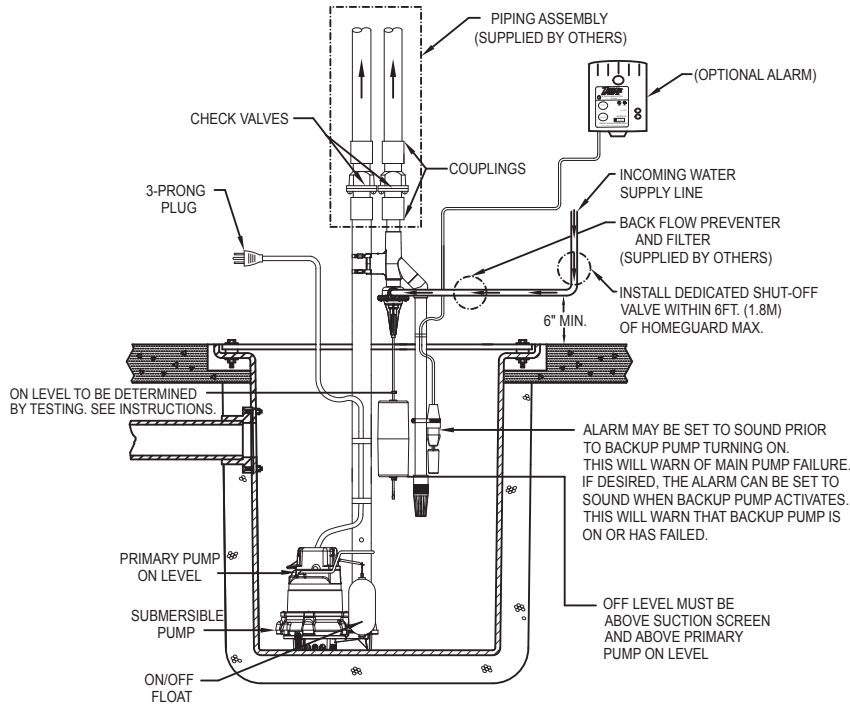 PIPING ASSEMBLY
(SUPPLIED BY OTHERS)
(OPTIONAL ALARM)
CHECK VALVES
COUPLINGS
3-PRONG
PLUG
INCOMING WATER
SUPPLY LINE
BACK FLOW PREVENTER
AND FILTER
(SUPPLIED BY OTHERS)
INSTALL DEDICATED SHUT-OFF
VALVE WITHIN 6FT. (1.8M)
OF HOMEGUARD MAX.
6" MIN.
ON LEVEL TO BE DETERMINED
BY TESTING. SEE INSTRUCTIONS.
ALARM MAY BE SET TO SOUND PRIOR
TO BACKUP PUMP TURNING ON.
THIS WILL WARN OF MAIN PUMP FAILURE.
IF DESIRED, THE ALARM CAN BE SET TO
SOUND WHEN BACKUP PUMP ACTIVATES.
THIS WILL WARN THAT BACKUP PUMP IS
ON OR HAS FAILED.
PRIMARY PUMP
ON LEVEL
SUBMERSIBLE
PUMP
ON/OFF
FLOAT
OFF LEVEL MUST BE
ABOVE SUCTION SCREEN
AND ABOVE PRIMARY
PUMP ON LEVEL